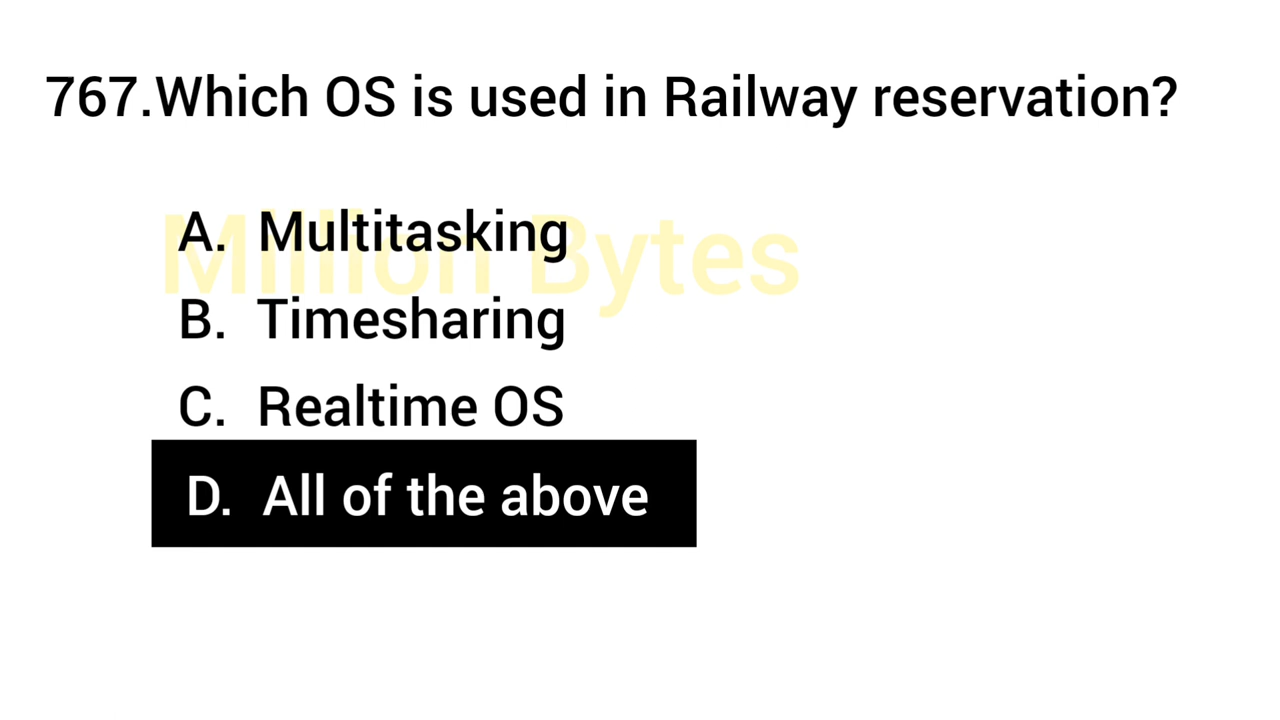 767.Which OS is used in Railway reservation?
Million Bytes
A. Multitasking
B. Timesharing
C. Realtime OS
D. All of the above